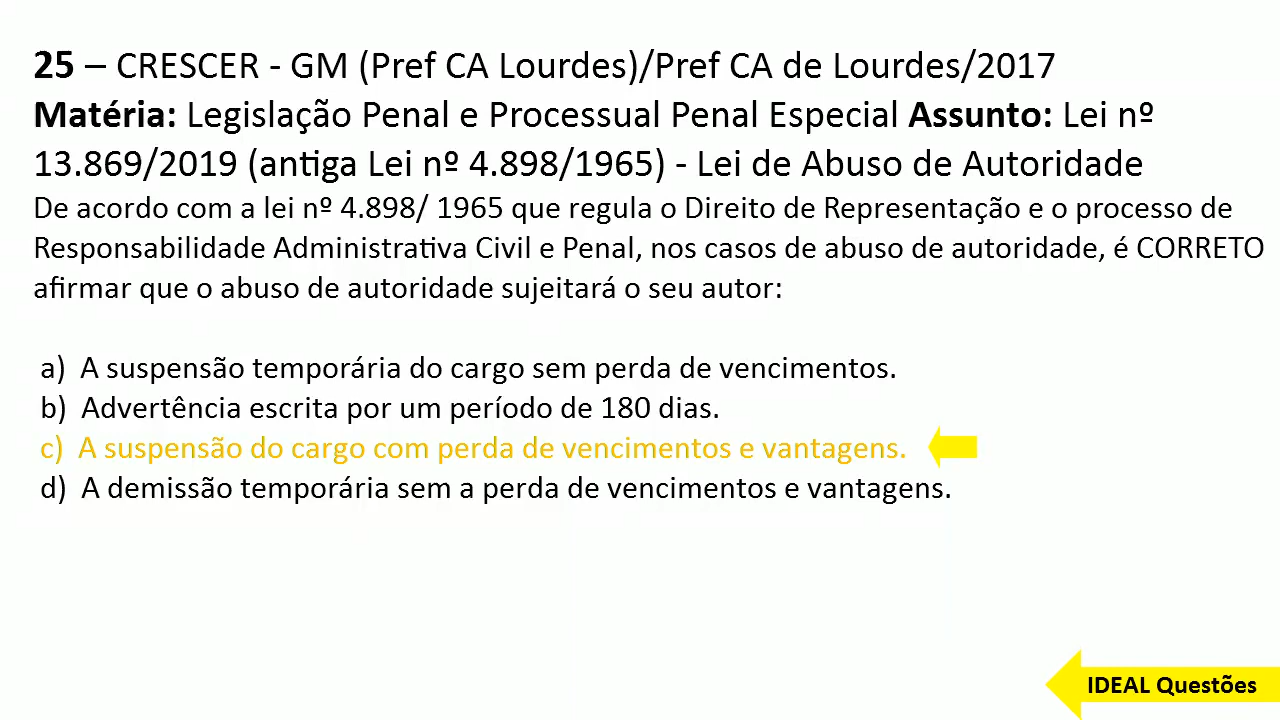 25 – CRESCER - GM (Pref CA Lourdes)/Pref CA de Lourdes/2017
Matéria: Legislação Penal e Processual Penal Especial Assunto: Lei nº
13.869/2019 (antiga Lei nº 4.898/1965) - Lei de Abuso de Autoridade
De acordo com a lei nº 4.898/ 1965 que regula o Direito de Representação e o processo de
Responsabilidade Administrativa Civil e Penal, nos casos de abuso de autoridade, é CORRETO
afirmar que o abuso de autoridade sujeitará o seu autor:
a) A suspensão temporária do cargo sem perda de vencimentos.
b) Advertência escrita por um período de 180 dias.
c) A suspensão do cargo com perda de vencimentos e vantagens.
d) A demissão temporária sem a perda de vencimentos e vantagens.
IDEAL Questões